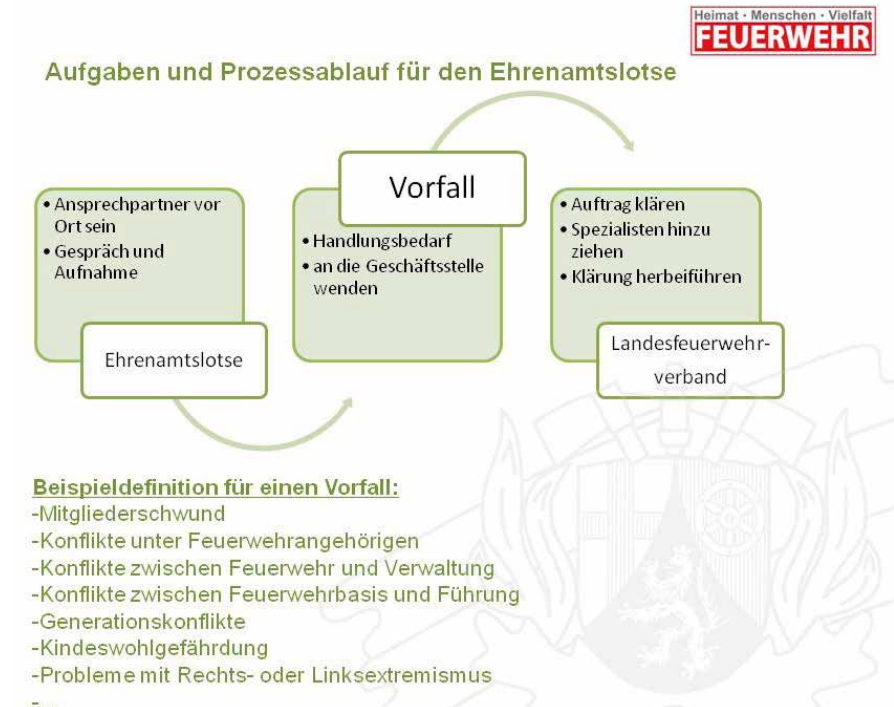 Heimat · Menschen · Vielfalt
FEUERWEHR
Aufgaben und Prozessablauf für den Ehrenamtslotse
• Ansprechpartner vor
Ort sein
• Gespräch und
Aufnahme
Ehrenamtslotse
Vorfall
• Handlungsbedarf
• an die Geschäftsstelle
wenden
• Auftrag klären
• Spezialisten hinzu
ziehen
• Klärung herbeiführen
Landesfeuerwehr-
verband
Beispieldefinition für einen Vorfall:
-Mitgliederschwund
-Konflikte unter Feuerwehrangehörigen
-Konflikte zwischen Feuerwehr und Verwaltung
-Konflikte zwischen Feuerwehrbasis und Führung
-Generationskonflikte
-Kindeswohlgefährdung
-Probleme mit Rechts- oder Linksextremismus
-